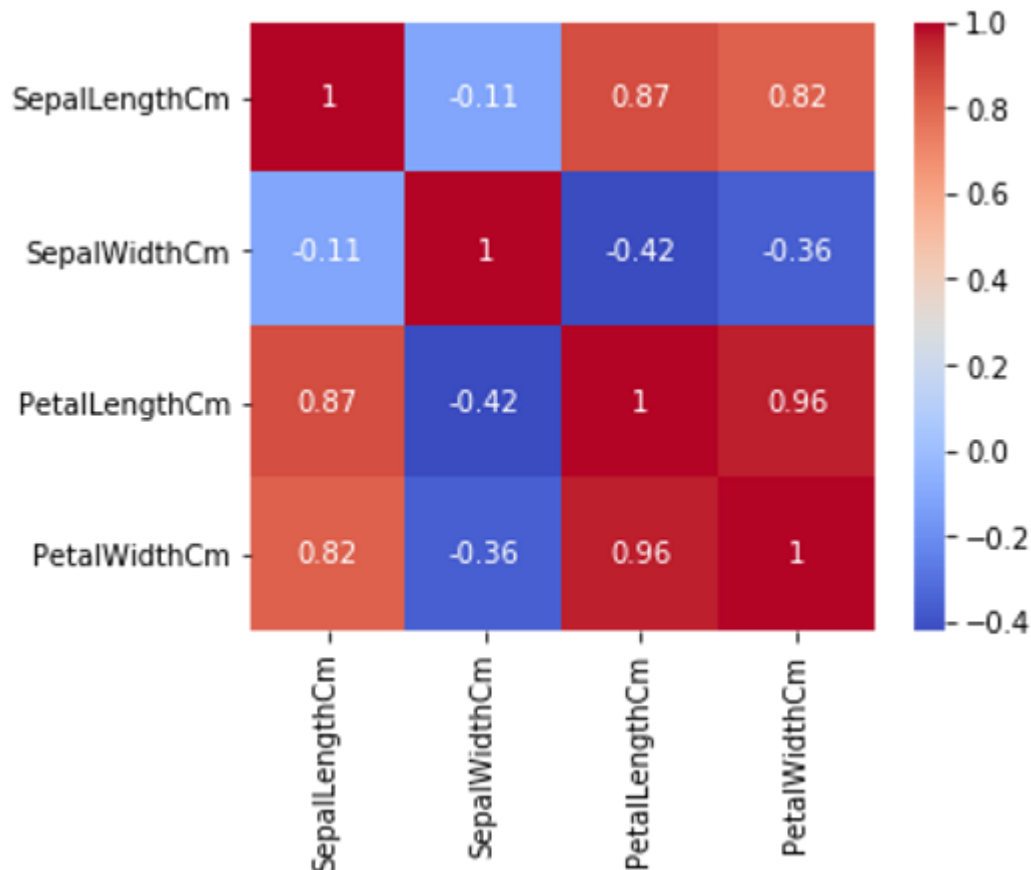 SepalLengthCm 1 -0.11 0.87 0.82
SepalWidthCm -0.11 1 -0.42 -0.36
PetalLengthCm 0.87 -0.42 1 0.96
PetalWidthCm 0.82 -0.36 0.96 1
SepalLengthCm
SepalWidthCm
PetalLengthCm
PetalWidthCm
1.0
0.8
0.6
0.4
0.2
0.0
−0.2
−0.4